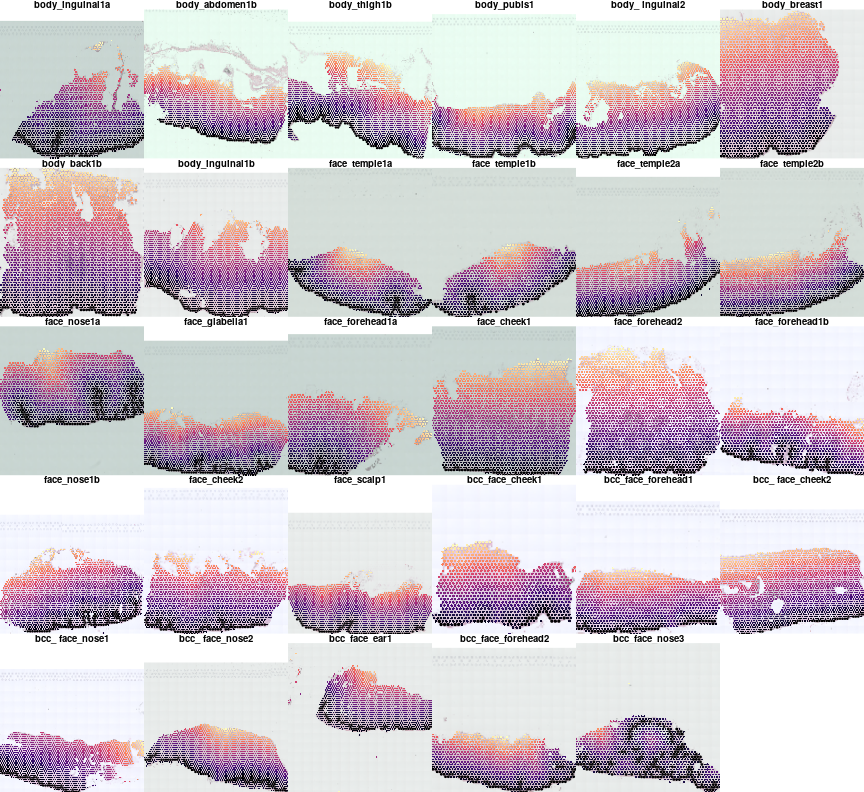 body_inguinal1a body_abdomen1b body_thigh1b body_pubis1 body_ inguinal2 body_breast1
body_back1b body_inguinal1b face_temple1a face_temple1b face_temple2a face_temple2b
face_nose1a face_glabella1 face_forehead1a face_cheek1 face_forehead2 face_forehead1b
face_nose1b face_cheek2 face_scalp1 bcc_face_cheek1 bcc_face_forehead1 bcc_ face_cheek2
bcc_ face_nose1 bcc_ face_nose2 bcc_face_ear1 bcc_face_forehead2 bcc_face_nose3